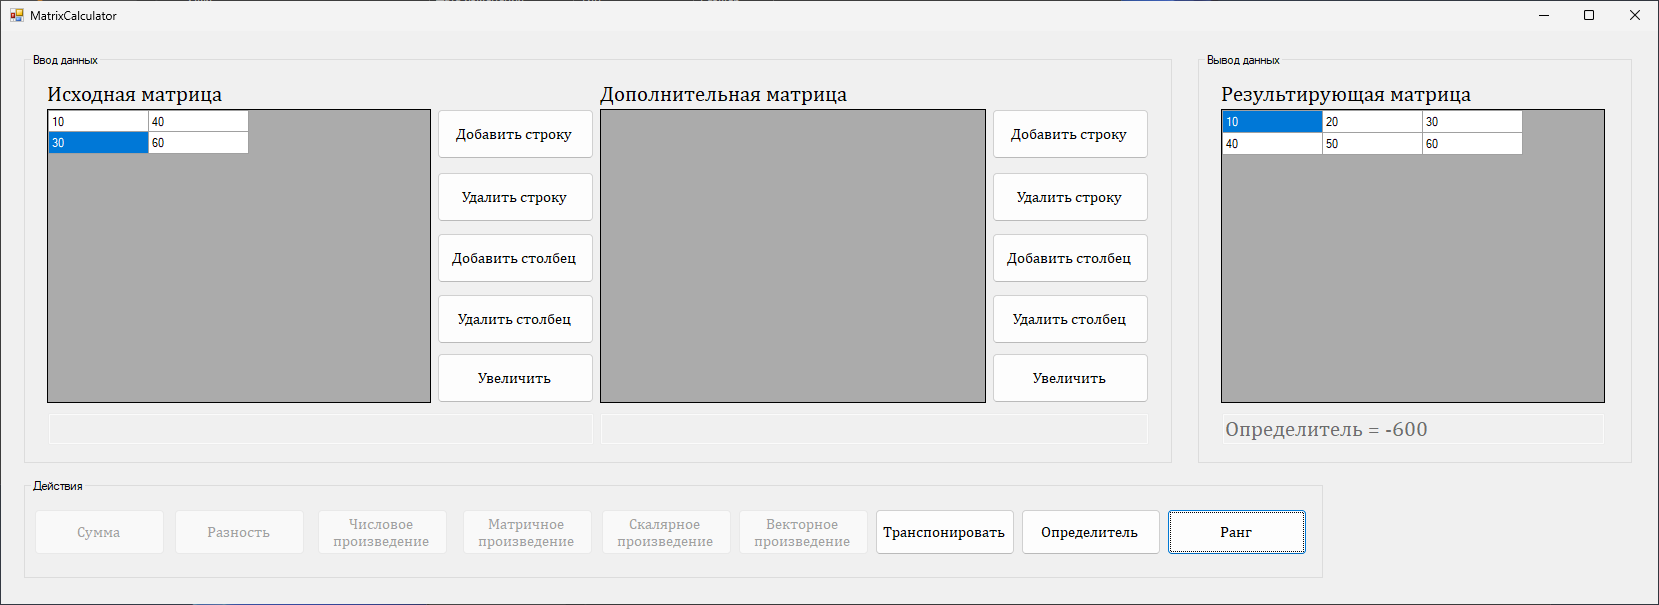 MatrixCalculator
Ввод данных
Исходная матрица
10 40
30 60
Добавить строку
Удалить строку
Добавить столбец
Удалить столбец
Увеличить
Дополнительная матрица
Добавить строку
Удалить строку
Добавить столбец
Удалить столбец
Увеличить
Вывод данных
Результирующая матрица
10 20 30
40 50 60
Определитель = -600
Действия
Сумма
Разность
Числовое
произведение
Матричное
произведение
Скалярное
произведение
Векторное
произведение
Транспонировать
Определитель
Ранг